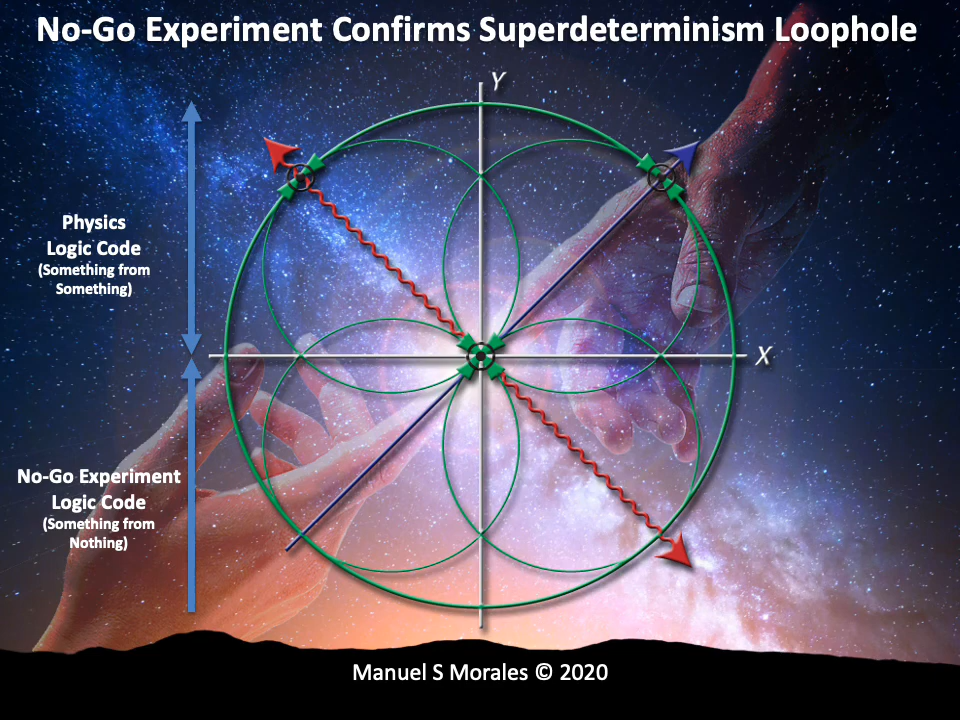 No-Go Experiment Confirms Superdeterminism Loophole
Y
Physics
Logic Code
(Something from
Something)
X
No-Go Experiment
Logic Code
(Something from
Nothing)
Manuel S Morales © 2020